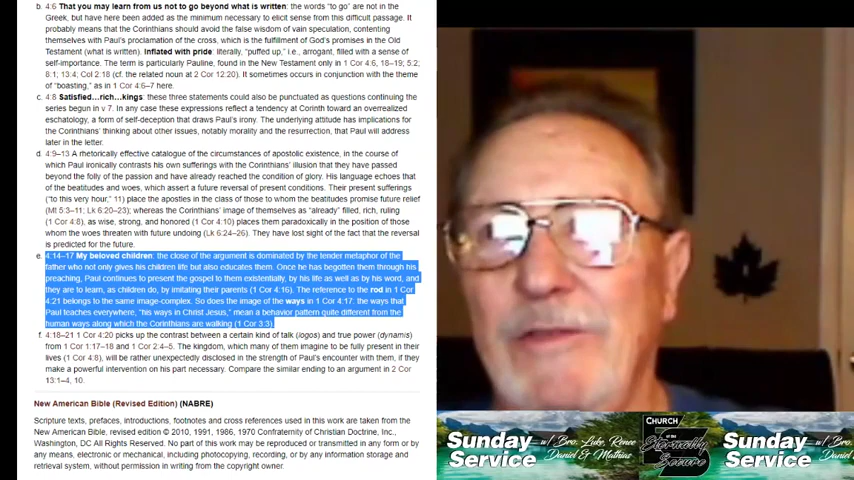 b. 4:6 That you may learn from us not to go beyond what is written: the words "to go" are not in the
Greek, but have here been added as the minimum necessary to elicit sense from this difficult passage. It
probably means that the Corinthians should avoid the false wisdom of vain speculation, contenting
themselves with Paul's proclamation of the cross, which is the fulfillment of God's promises in the Old
Testament (what is written). Inflated with pride: literally, "puffed up," i.e., arrogant, filled with a sense of
self-importance. The term is particularly Pauline, found in the New Testament only in 1 Cor 4:6, 18–19; 5:2;
8:1; 13:4; Col 2:18 (cf. the related noun at 2 Cor 12:20). It sometimes occurs in conjunction with the theme
of "boasting," as in 1 Cor 4:6–7 here.
c. 4:8 Satisfied…rich…kings: these three statements could also be punctuated as questions continuing the
series begun in v 7. In any case these expressions reflect a tendency at Corinth toward an overrealized
eschatology, a form of self-deception that draws Paul's irony. The underlying attitude has implications for
the Corinthians' thinking about other issues, notably morality and the resurrection, that Paul will address
later in the letter.
d. 4:9–13 A rhetorically effective catalogue of the circumstances of apostolic existence, in the course of
which Paul ironically contrasts his own sufferings with the Corinthians' illusion that they have passed
beyond the folly of the passion and have already reached the condition of glory. His language echoes that
of the beatitudes and woes, which assert a future reversal of present conditions. Their present sufferings
("to this very hour," 11) place the apostles in the class of those to whom the beatitudes promise future relief
(Mt 5:3–11; Lk 6:20–23); whereas the Corinthians' image of themselves as "already" filled, rich, ruling
(1 Cor 4:8), as wise, strong, and honored (1 Cor 4:10) places them paradoxically in the position of those
whom the woes threaten with future undoing (Lk 6:24–26). They have lost sight of the fact that the reversal
is predicted for the future.
e. 4:14–17 My beloved children: the close of the argument is dominated by the tender metaphor of the
father who not only gives his children life but also educates them. Once he has begotten them through his
preaching, Paul continues to present the gospel to them existentially, by his life as well as by his word, and
they are to learn, as children do, by imitating their parents (1 Cor 4:16). The reference to the rod in 1 Cor
4:21 belongs to the same image-complex. So does the image of the ways in 1 Cor 4:17: the ways that
Paul teaches everywhere, "his ways in Christ Jesus," mean a behavior pattern quite different from the
human ways along which the Corinthians are walking (1 Cor 3:3).
f. 4:18–21 1 Cor 4:20 picks up the contrast between a certain kind of talk (logos) and true power (dynamis)
from 1 Cor 1:17–18 and 1 Cor 2:4–5. The kingdom, which many of them imagine to be fully present in their
lives (1 Cor 4:8), will be rather unexpectedly disclosed in the strength of Paul's encounter with them, if they
make a powerful intervention on his part necessary. Compare the similar ending to an argument in 2 Cor
13:1–4, 10.
New American Bible (Revised Edition) (NABRE)
Scripture texts, prefaces, introductions, footnotes and cross references used in this work are taken from the
New American Bible, revised edition © 2010, 1991, 1986, 1970 Confraternity of Christian Doctrine, Inc.,
Washington, DC All Rights Reserved. No part of this work may be reproduced or transmitted in any form or by
any means, electronic or mechanical, including photocopying, recording, or by any information storage and
retrieval system, without permission in writing from the copyright owner.
Sunday Service w/ Bro. Luke, Renee Daniel & Mathias
Church of the Eternally Secure
Sunday Service w/ Bro. Daniel